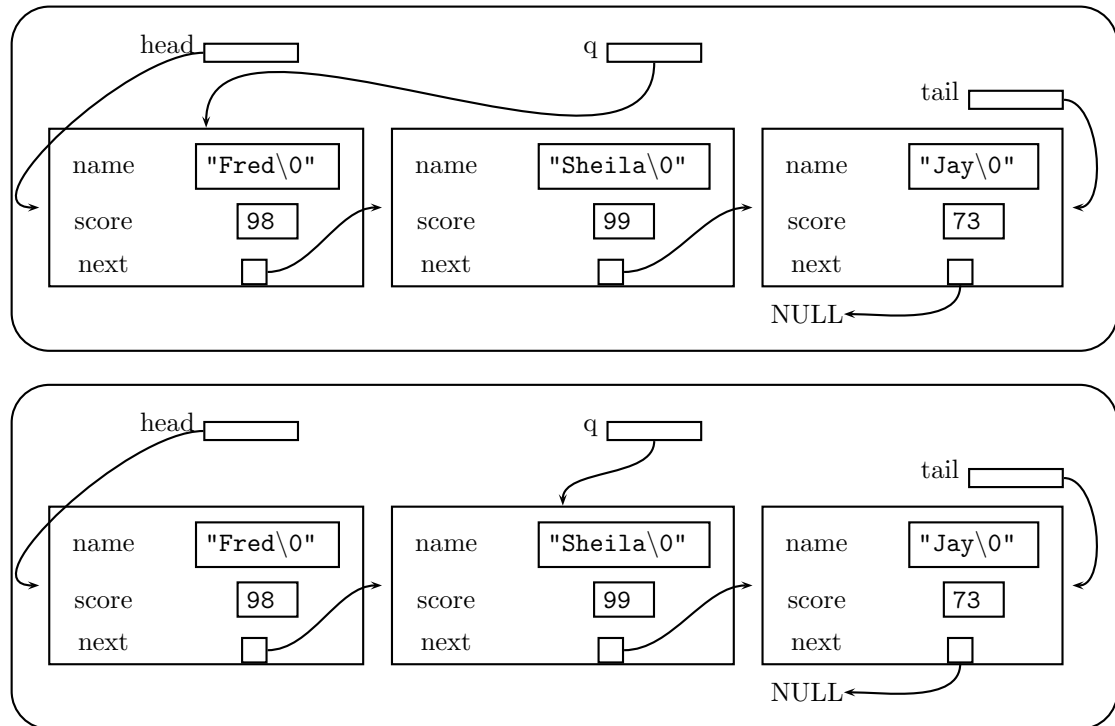 head q
tail
name "Fred\0" name "Sheila\0" name "Jay\0"
score 98 score 99 score 73
next next next
NULL
head q
tail
name "Fred\0" name "Sheila\0" name "Jay\0"
score 98 score 99 score 73
next next next
NULL